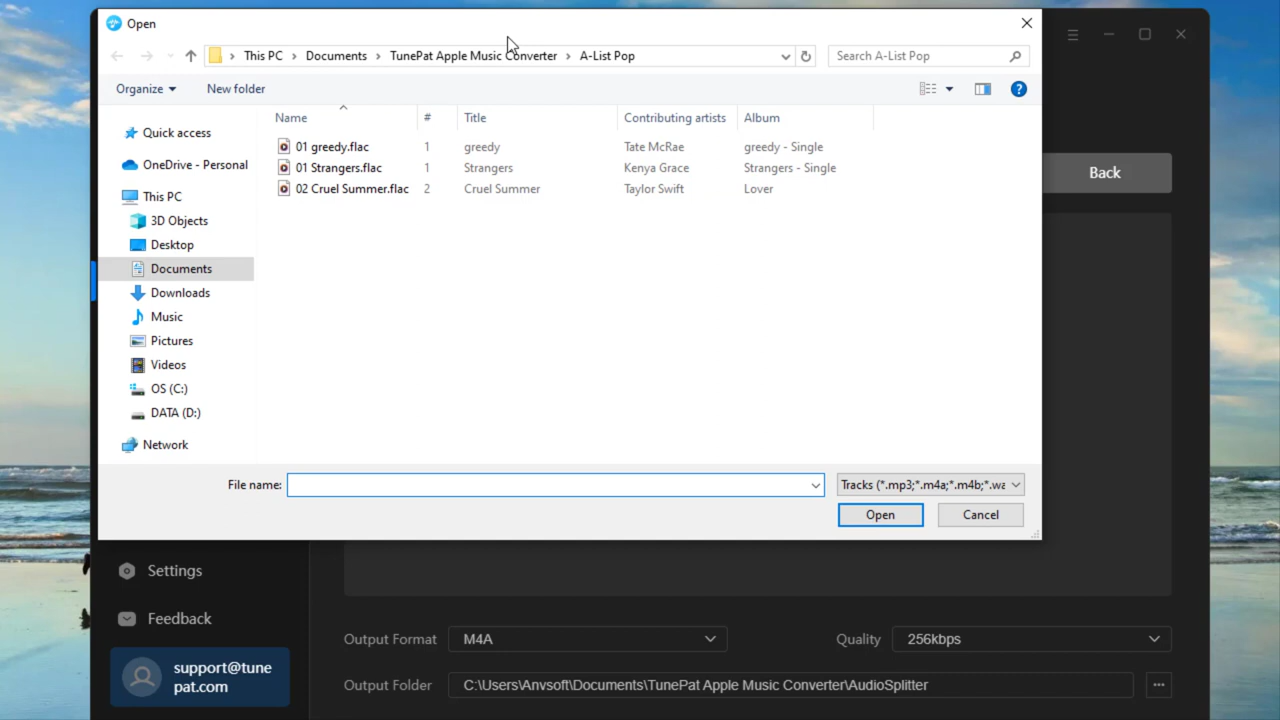 Open
This PC > Documents > TunePat Apple Music Converter > A-List Pop
Search A-List Pop
Organize
New folder
Name # Title Contributing artists Album
01 greedy.flac 1 greedy Tate McRae greedy - Single
01 Strangers.flac 1 Strangers Kenya Grace Strangers - Single
02 Cruel Summer.flac 2 Cruel Summer Taylor Swift Lover
Quick access
OneDrive - Personal
This PC
3D Objects
Desktop
Documents
Downloads
Music
Pictures
Videos
OS (C:)
DATA (D:)
Network
File name:
Tracks (*.mp3;*.m4a;*.m4b;*.wa
Open
Cancel
Back
Settings
Feedback
support@tune
pat.com
Output Format M4A
Quality 256kbps
Output Folder C:\Users\Anvsoft\Documents\TunePat Apple Music Converter\AudioSplitter